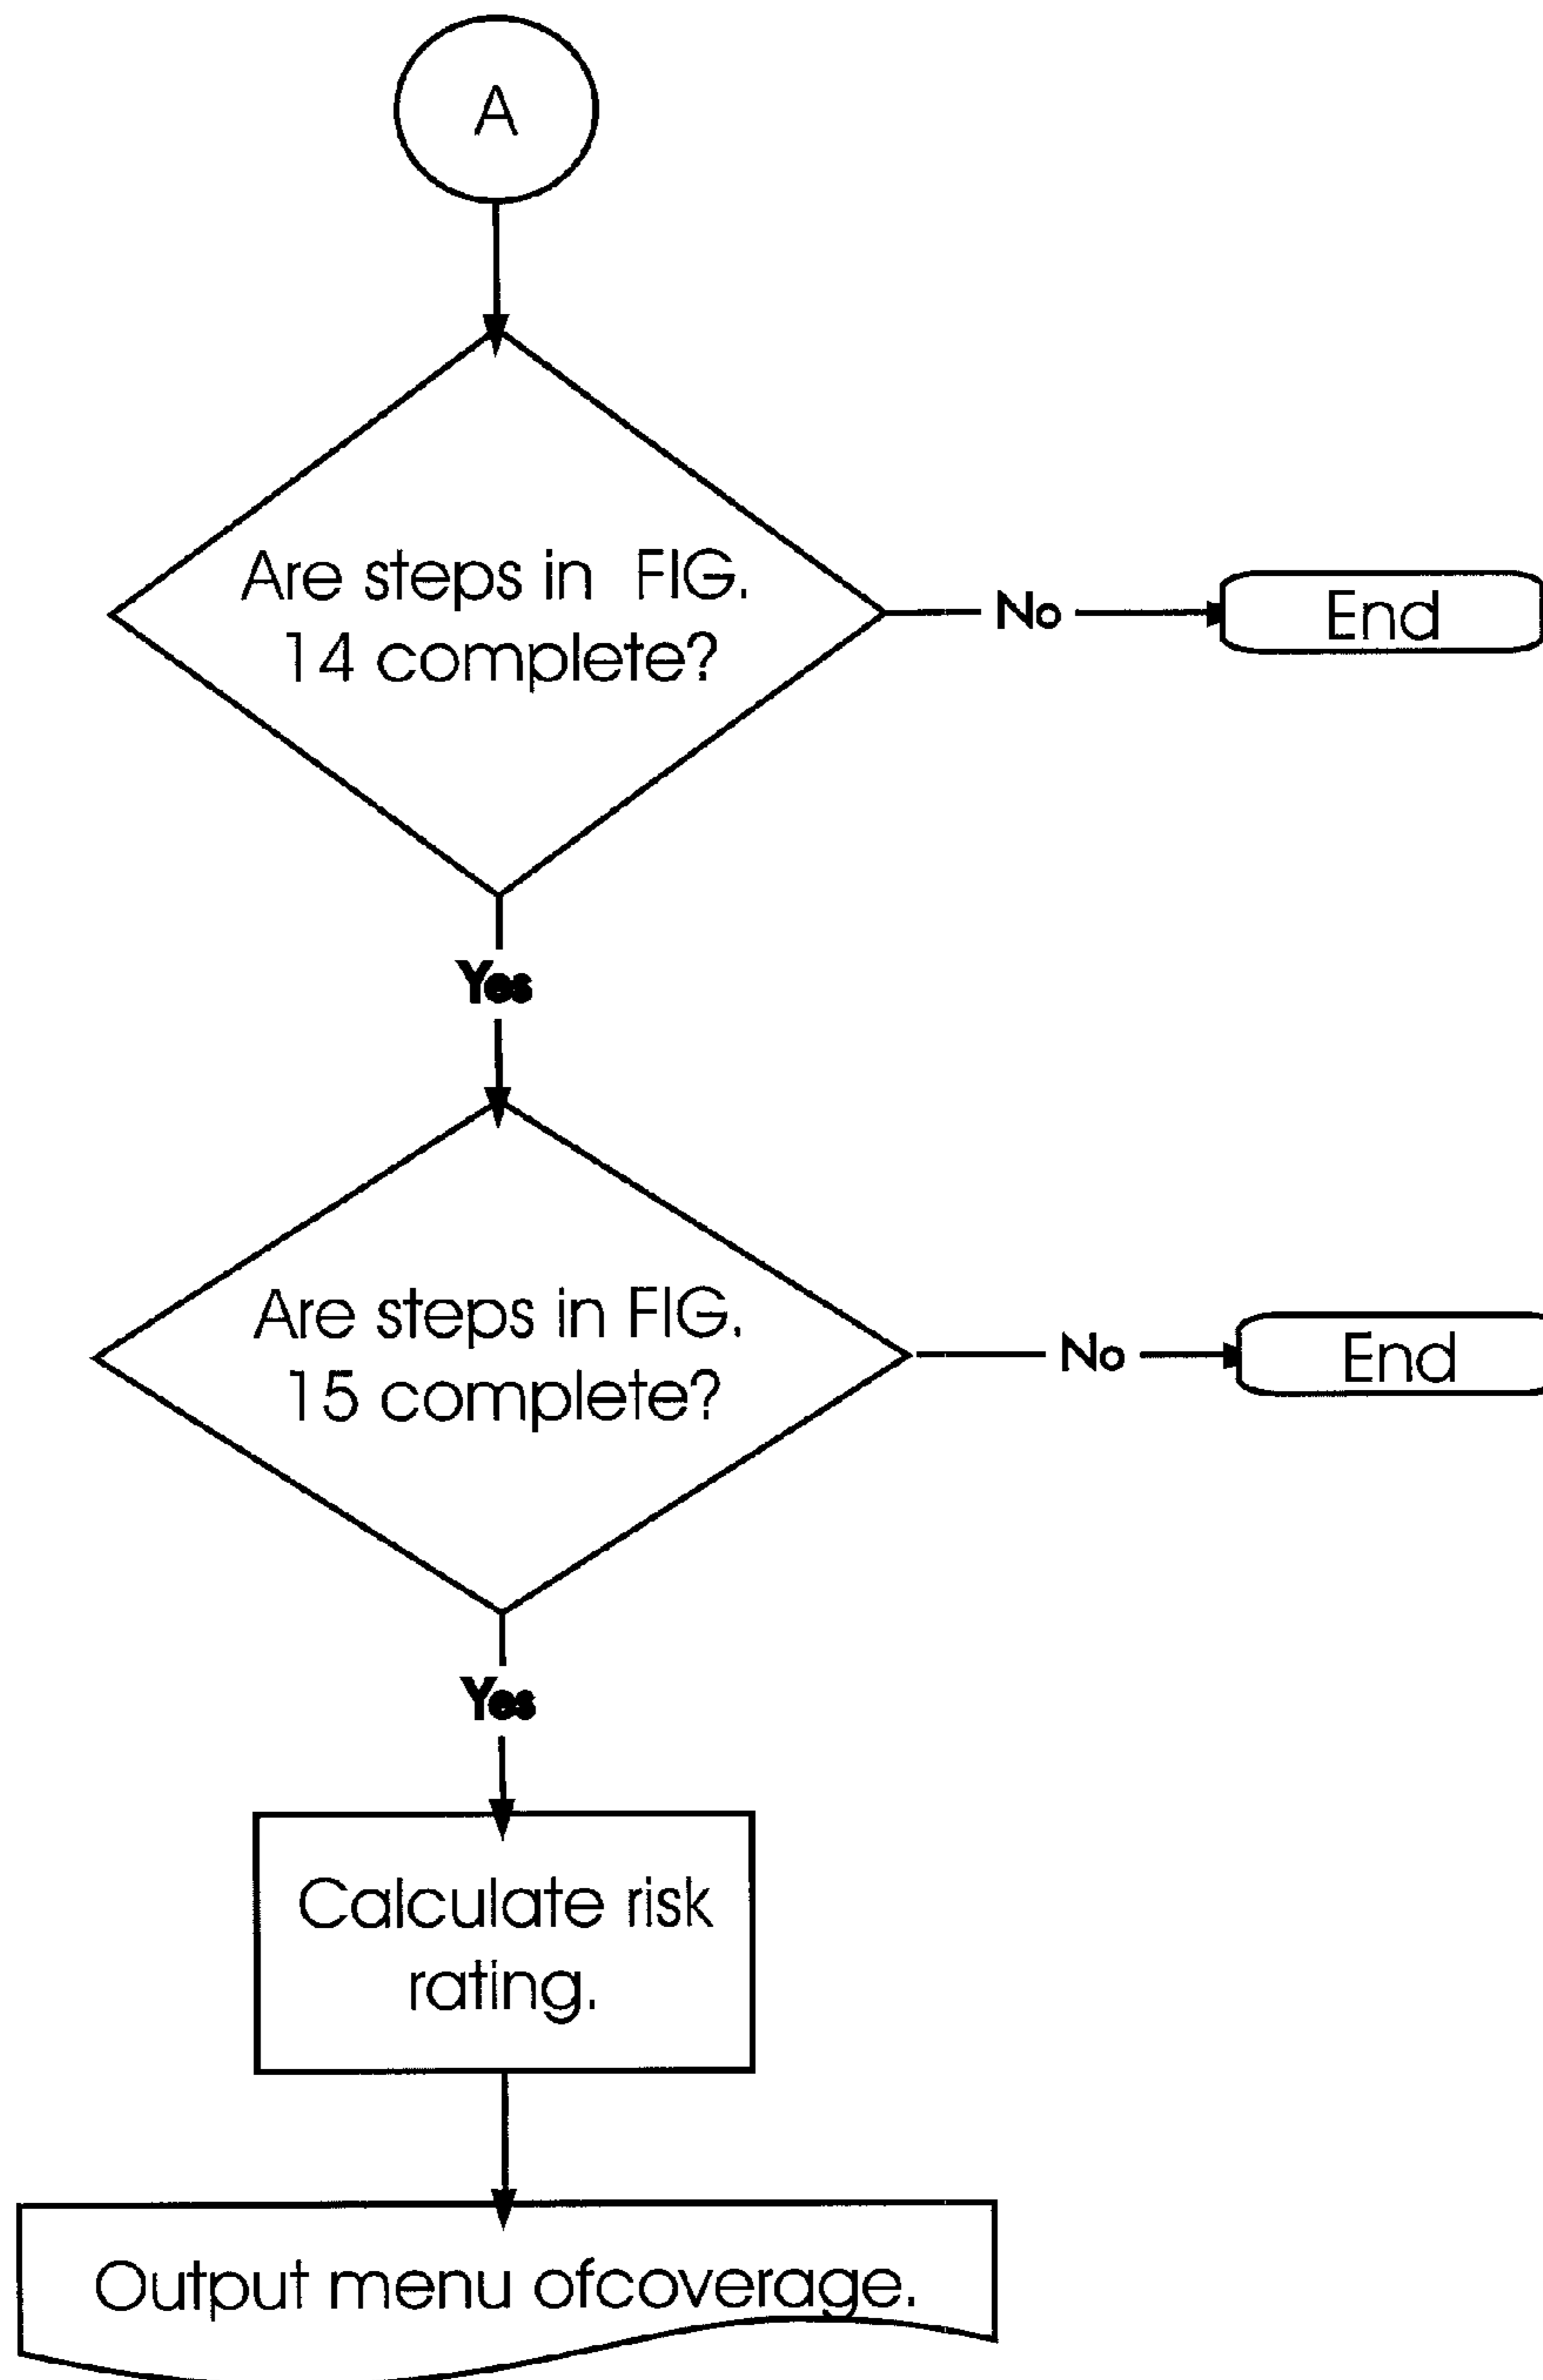 A
Are steps in FIG.
14 complete?
No
End
Yes
Are steps in FIG.
15 complete?
No
End
Yes
Calculate risk
rating.
Output menu ofcoverage.